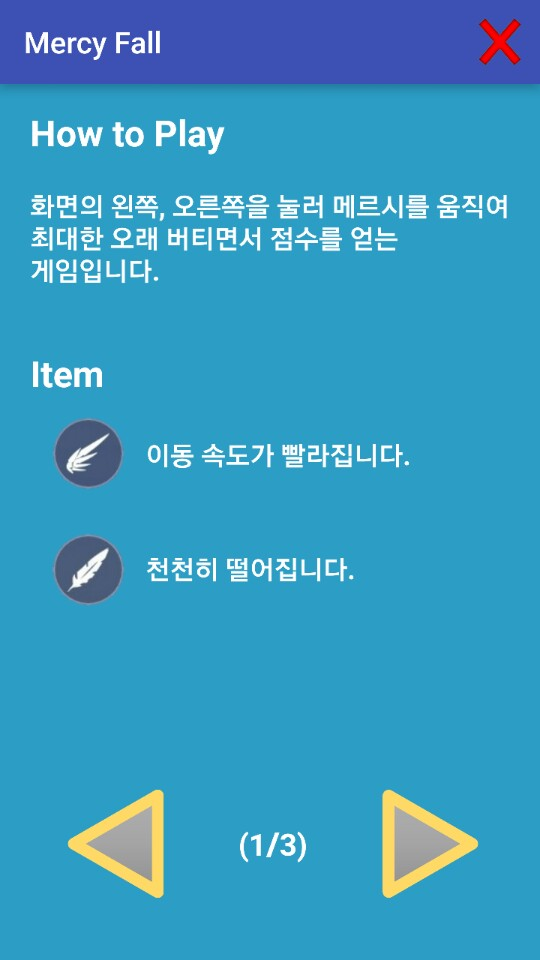 Mercy Fall
How to Play
화면의 왼쪽, 오른쪽을 눌러 메르시를 움직여
최대한 오래 버티면서 점수를 얻는
게임입니다.
Item
이동 속도가 빨라집니다.
천천히 떨어집니다.
(1/3)